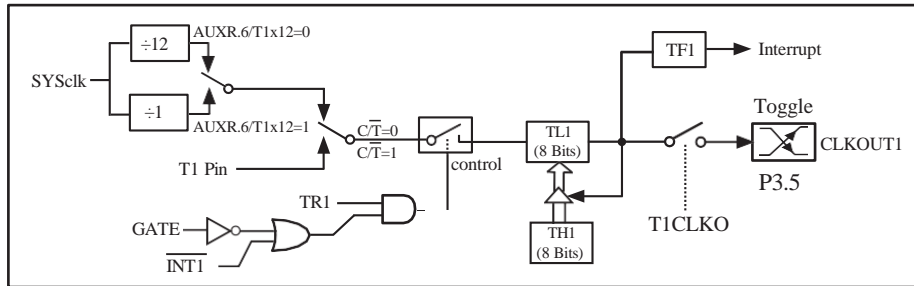 AUXR.6/T1x12=0
÷12
SYSclk
÷1
AUXR.6/T1x12=1
C/T̅=0
C/T̅=1
T1 Pin
control
TL1
(8 Bits)
TF1
Interrupt
Toggle
CLKOUT1
P3.5
T1CLKO
TR1
GATE
I̅N̅T̅1̅
TH1
(8 Bits)